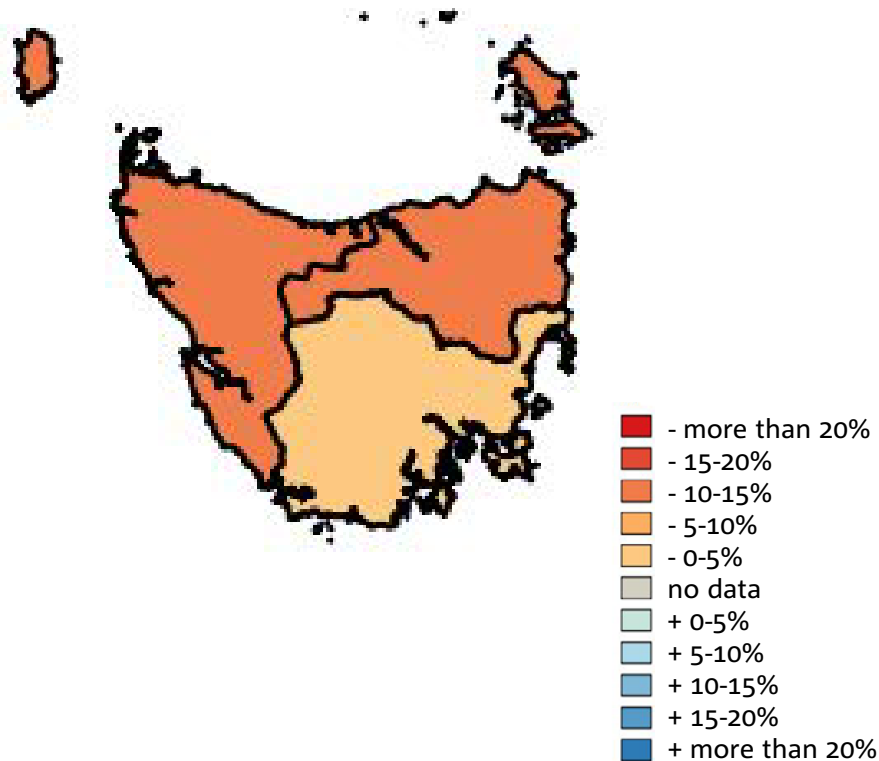 - more than 20%
- 15-20%
- 10-15%
- 5-10%
- 0-5%
no data
+ 0-5%
+ 5-10%
+ 10-15%
+ 15-20%
+ more than 20%